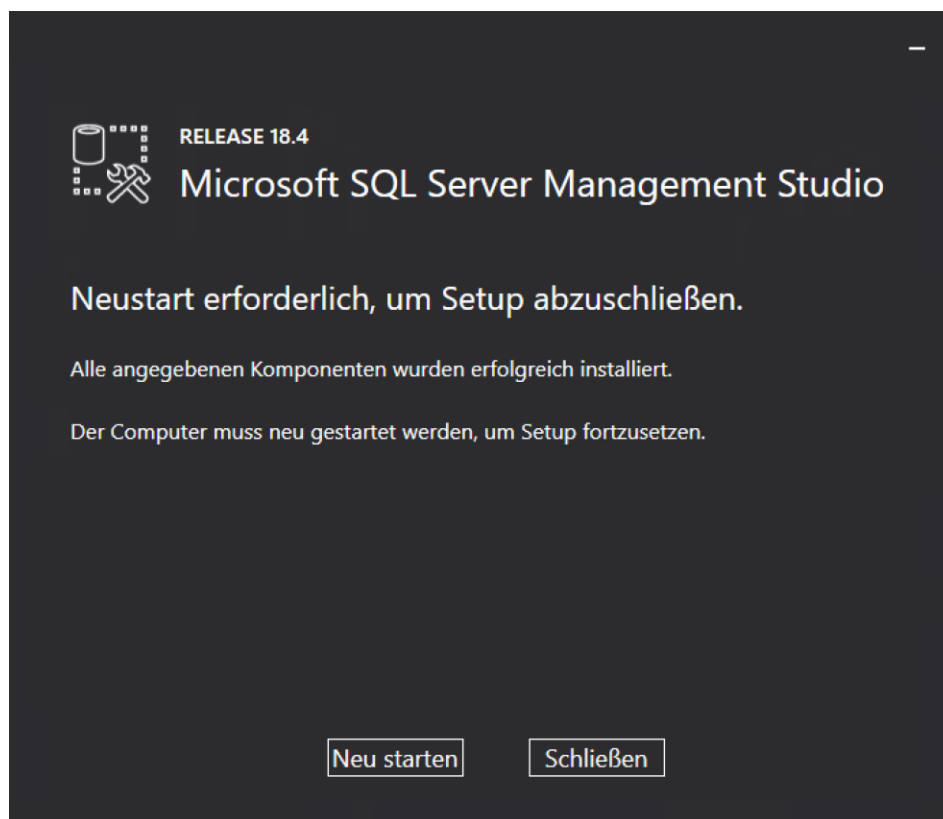 RELEASE 18.4
Microsoft SQL Server Management Studio
Neustart erforderlich, um Setup abzuschließen.
Alle angegebenen Komponenten wurden erfolgreich installiert.
Der Computer muss neu gestartet werden, um Setup fortzusetzen.
Neu starten
Schließen